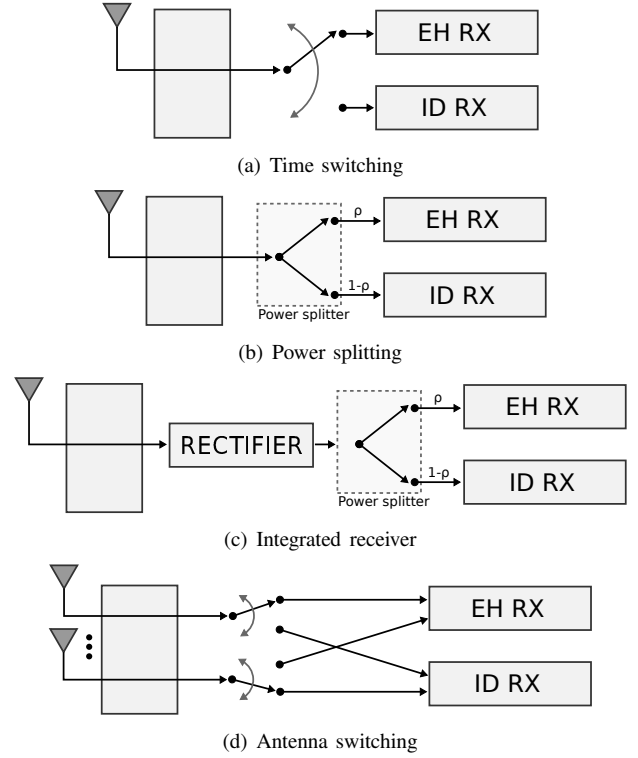 EH RX
ID RX
(a) Time switching
ρ
EH RX
1-ρ
ID RX
Power splitter
(b) Power splitting
ρ
EH RX
RECTIFIER
1-ρ
ID RX
Power splitter
(c) Integrated receiver
EH RX
ID RX
(d) Antenna switching